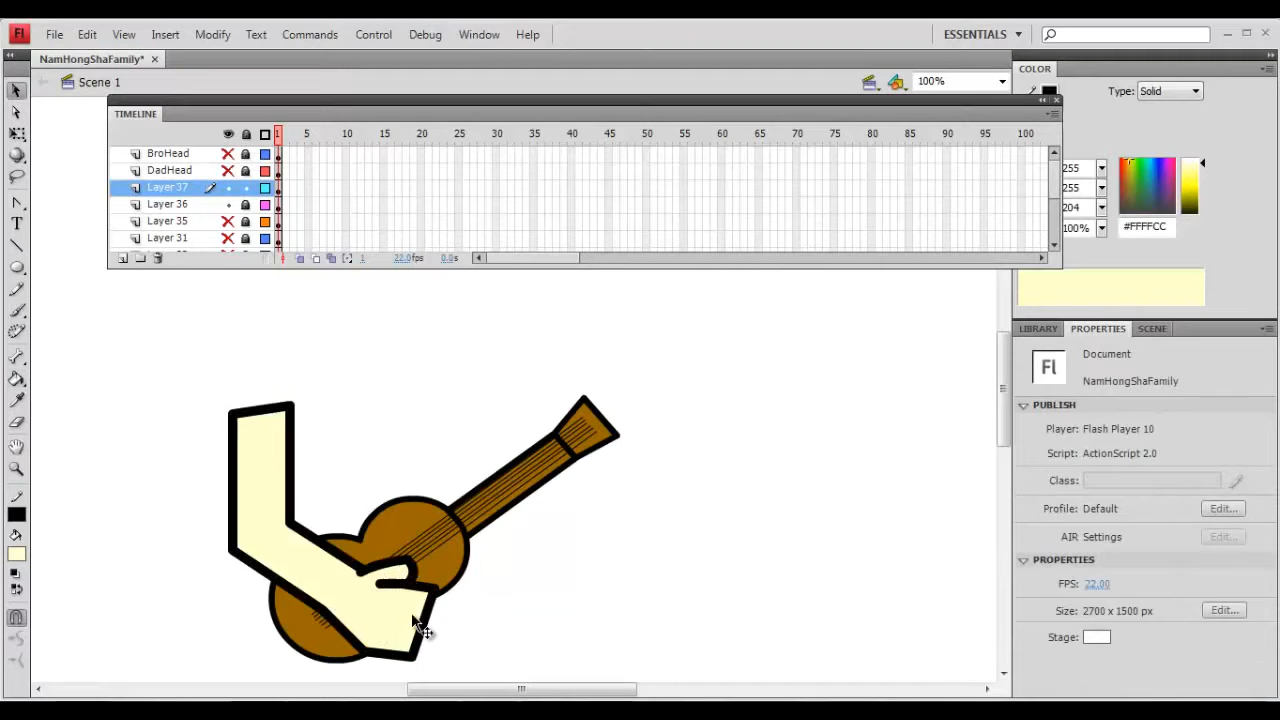 Fl File Edit View Insert Modify Text Commands Control Debug Window Help ESSENTIALS
NamHongShaFamily* COLOR
Scene 1 100% Type: Solid
TIMELINE
1 5 10 15 20 25 30 35 40 45 50 55 60 65 70 75 80 85 90 95 100
BroHead
DadHead 255
Layer 37 255
Layer 36 204
Layer 35 100% #FFFFCC
Layer 31
1 22.0fps 0.0s
LIBRARY PROPERTIES SCENE
Fl Document
NamHongShaFamily
PUBLISH
Player: Flash Player 10
Script: ActionScript 2.0
Class:
Profile: Default Edit...
AIR Settings Edit...
PROPERTIES
FPS: 22.00
Size: 2700 x 1500 px Edit...
Stage: